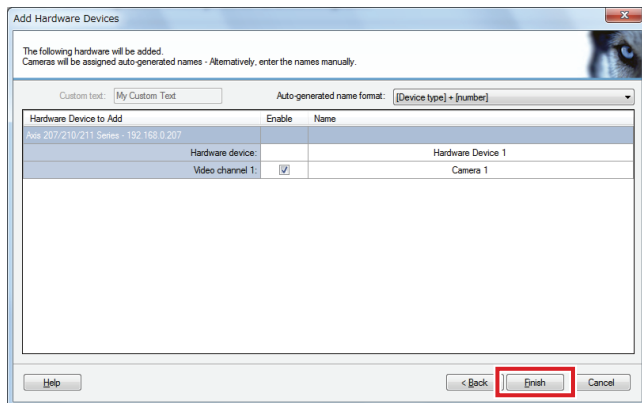 Add Hardware Devices
The following hardware will be added.
Cameras will be assigned auto-generated names - Alternatively, enter the names manually.
Custom text: My Custom Text Auto-generated name format: [Device type] + [number]
Hardware Device to Add Enable Name
Axis 207/210/211 Series - 192.168.0.207
Hardware device: Hardware Device 1
Video channel 1: Camera 1
Help < Back Finish Cancel